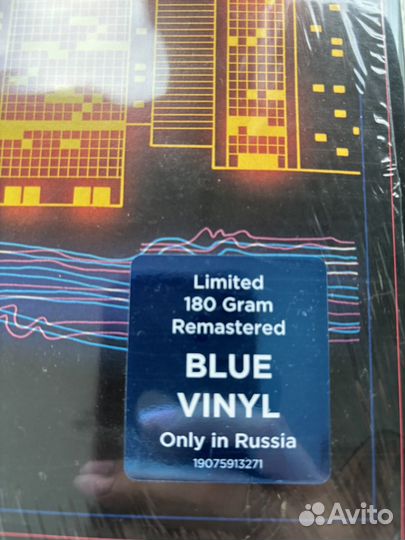 Limited
180 Gram
Remastered
BLUE
VINYL
Only in Russia
19075913271
Avito